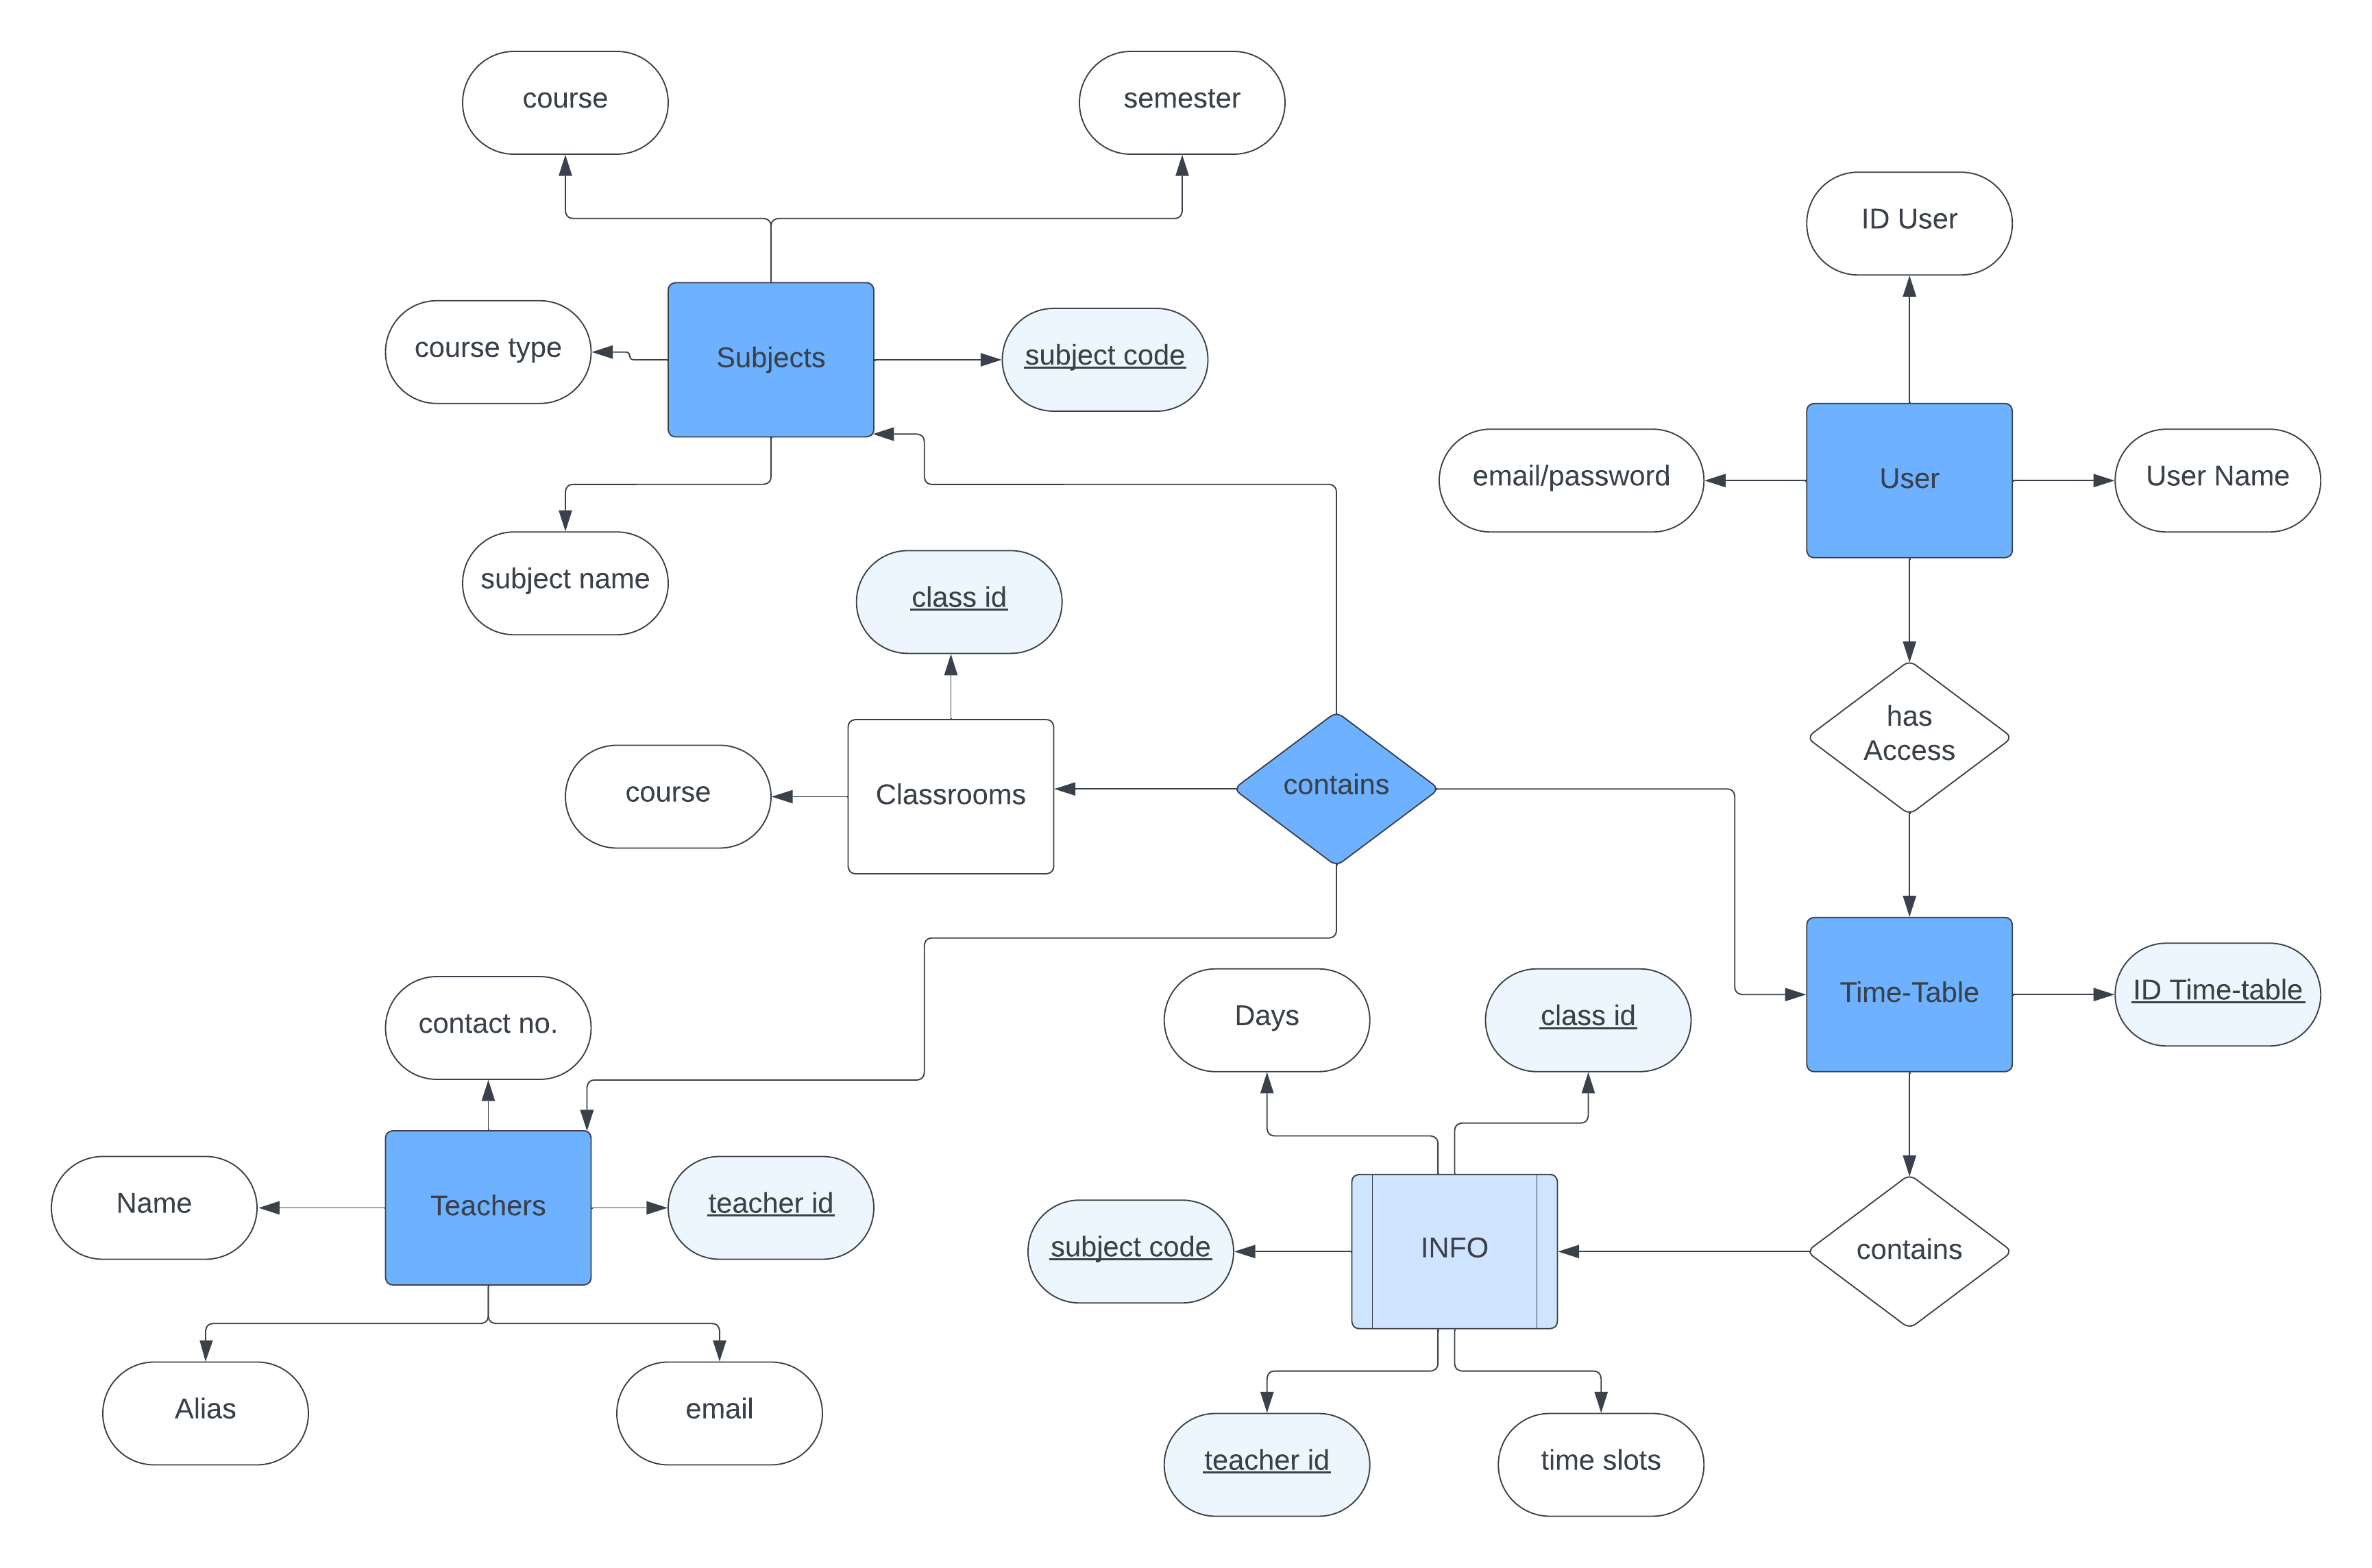 course
semester
ID User
course type
Subjects
subject code
email/password
User
User Name
subject name
class id
has
Access
course
Classrooms
contains
contact no.
Days
class id
Time-Table
ID Time-table
Name
Teachers
teacher id
subject code
INFO
contains
Alias
email
teacher id
time slots